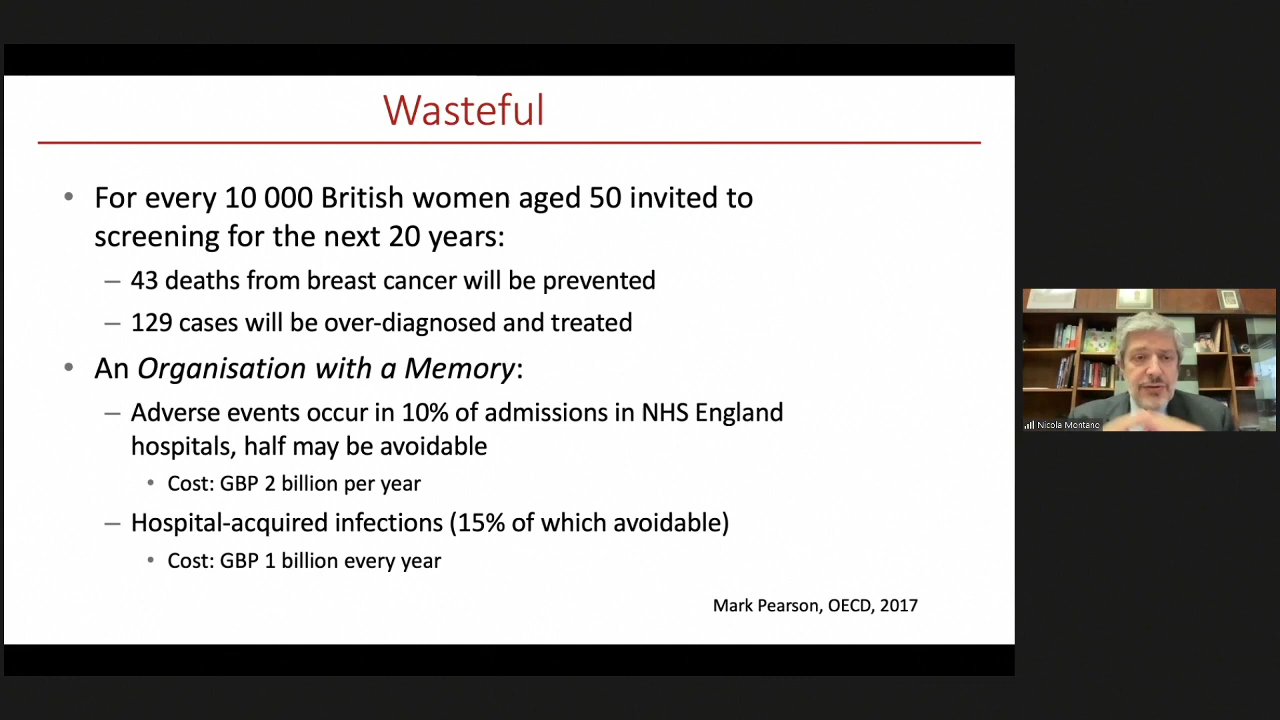 Wasteful
• For every 10 000 British women aged 50 invited to
screening for the next 20 years:
– 43 deaths from breast cancer will be prevented
– 129 cases will be over-diagnosed and treated
• An Organisation with a Memory:
– Adverse events occur in 10% of admissions in NHS England
hospitals, half may be avoidable
• Cost: GBP 2 billion per year
– Hospital-acquired infections (15% of which avoidable)
• Cost: GBP 1 billion every year
Mark Pearson, OECD, 2017
Nicola Montano